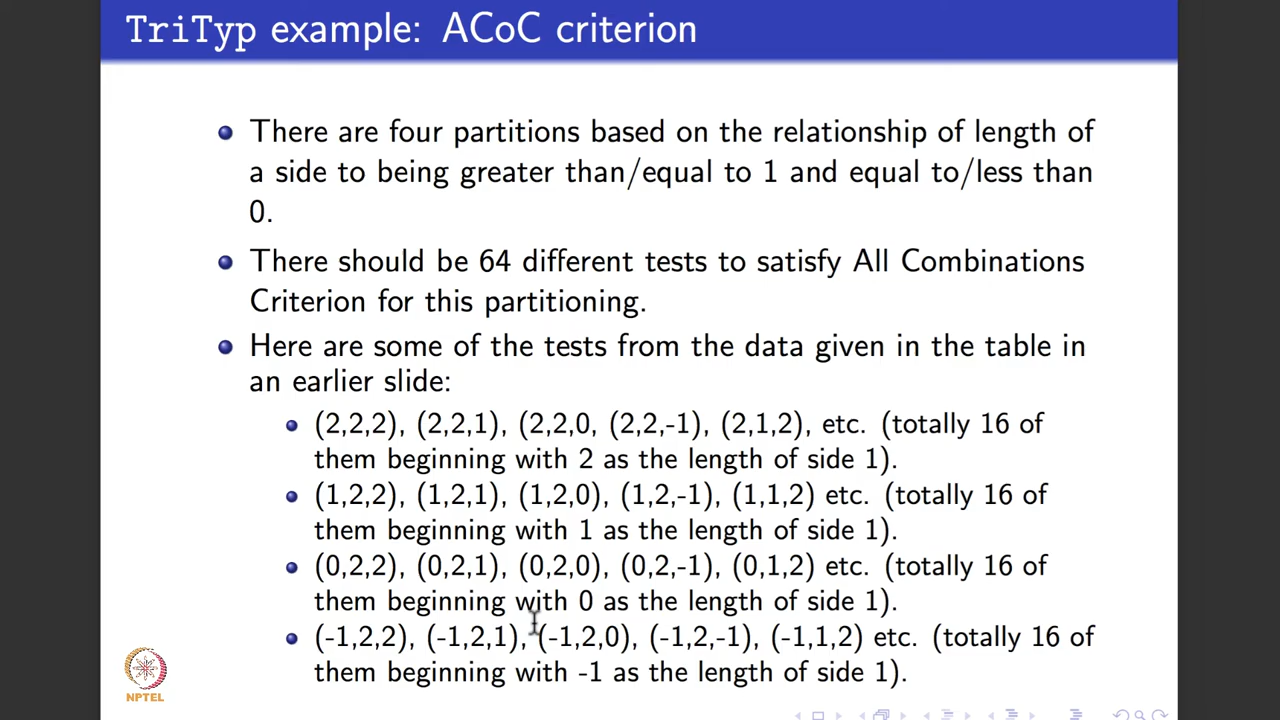 TriTyp example: ACoC criterion
There are four partitions based on the relationship of length of
a side to being greater than/equal to 1 and equal to/less than
0.
There should be 64 different tests to satisfy All Combinations
Criterion for this partitioning.
Here are some of the tests from the data given in the table in
an earlier slide:
(2,2,2), (2,2,1), (2,2,0, (2,2,-1), (2,1,2), etc. (totally 16 of
them beginning with 2 as the length of side 1).
(1,2,2), (1,2,1), (1,2,0), (1,2,-1), (1,1,2) etc. (totally 16 of
them beginning with 1 as the length of side 1).
(0,2,2), (0,2,1), (0,2,0), (0,2,-1), (0,1,2) etc. (totally 16 of
them beginning with 0 as the length of side 1).
(-1,2,2), (-1,2,1), (-1,2,0), (-1,2,-1), (-1,1,2) etc. (totally 16 of
them beginning with -1 as the length of side 1).
NPTEL